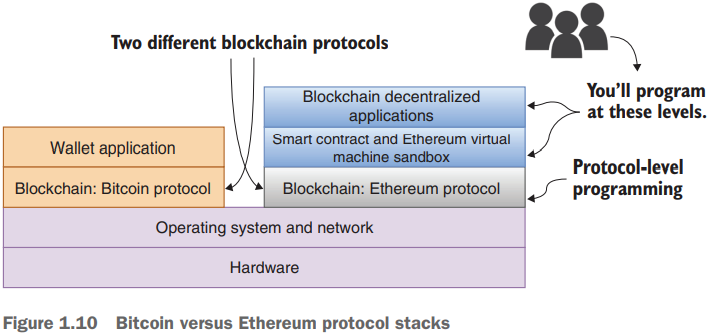 Two different blockchain protocols
You'll program
at these levels.
Blockchain decentralized
applications
Wallet application
Smart contract and Ethereum virtual
machine sandbox
Protocol-level
programming
Blockchain: Bitcoin protocol
Blockchain: Ethereum protocol
Operating system and network
Hardware
Figure 1.10 Bitcoin versus Ethereum protocol stacks